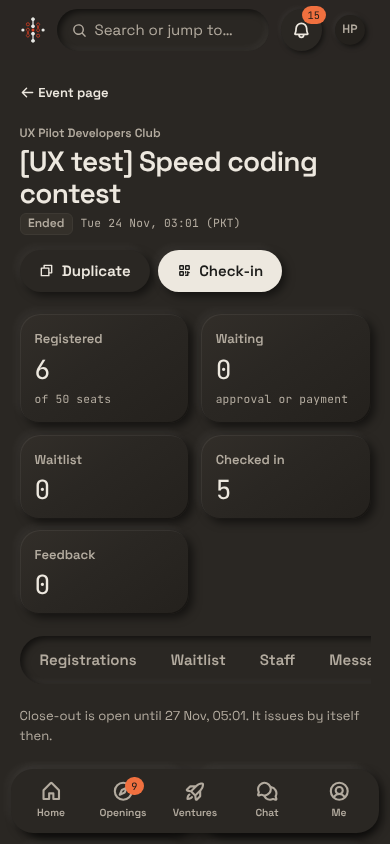 Search or jump to...
15
HP
← Event page
UX Pilot Developers Club
[UX test] Speed coding
contest
Ended Tue 24 Nov, 03:01 (PKT)
Duplicate
Check-in
Registered
6
of 50 seats
Waiting
0
approval or payment
Waitlist
0
Checked in
5
Feedback
0
Registrations Waitlist Staff Messa
Close-out is open until 27 Nov, 05:01. It issues by itself
then.
9
Home Openings Ventures Chat Me